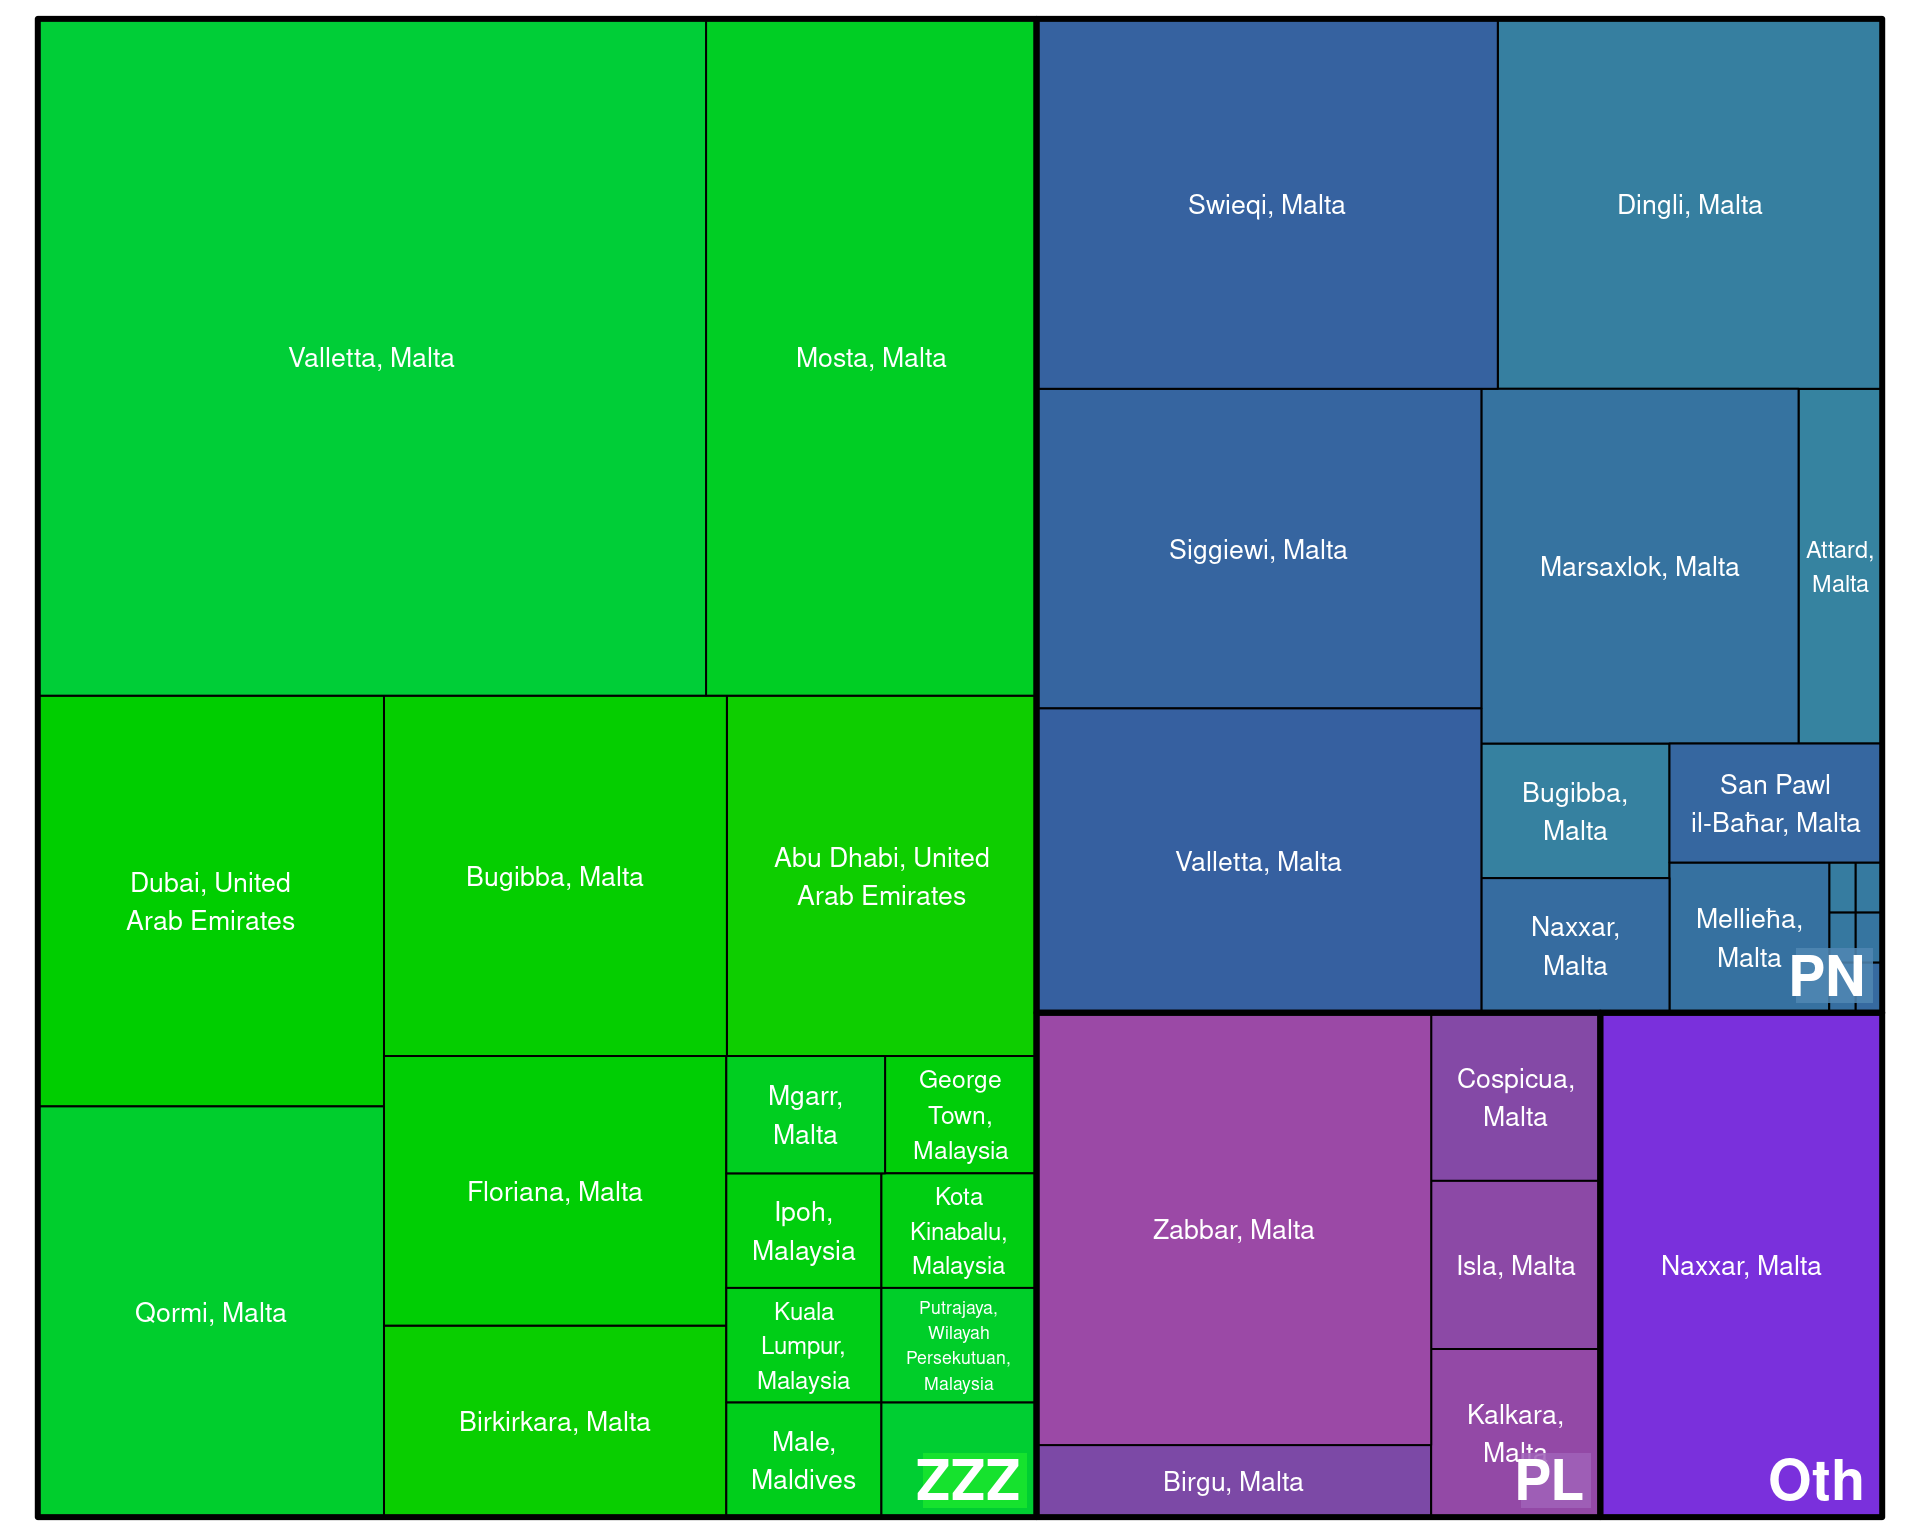 Valletta, Malta
Mosta, Malta
Dubai, United
Arab Emirates
Bugibba, Malta
Abu Dhabi, United
Arab Emirates
Qormi, Malta
Floriana, Malta
Birkirkara, Malta
Mgarr,
Malta
George
Town,
Malaysia
Ipoh,
Malaysia
Kota
Kinabalu,
Malaysia
Kuala
Lumpur,
Malaysia
Putrajaya,
Wilayah
Persekutuan,
Malaysia
Male,
Maldives
ZZZ
Swieqi, Malta
Dingli, Malta
Siggiewi, Malta
Marsaxlok, Malta
Attard,
Malta
Valletta, Malta
Bugibba,
Malta
San Pawl
il-Baħar, Malta
Naxxar,
Malta
Mellieħa,
Malta
PN
Zabbar, Malta
Cospicua,
Malta
Isla, Malta
Kalkara,
Malta
Birgu, Malta
PL
Naxxar, Malta
Oth